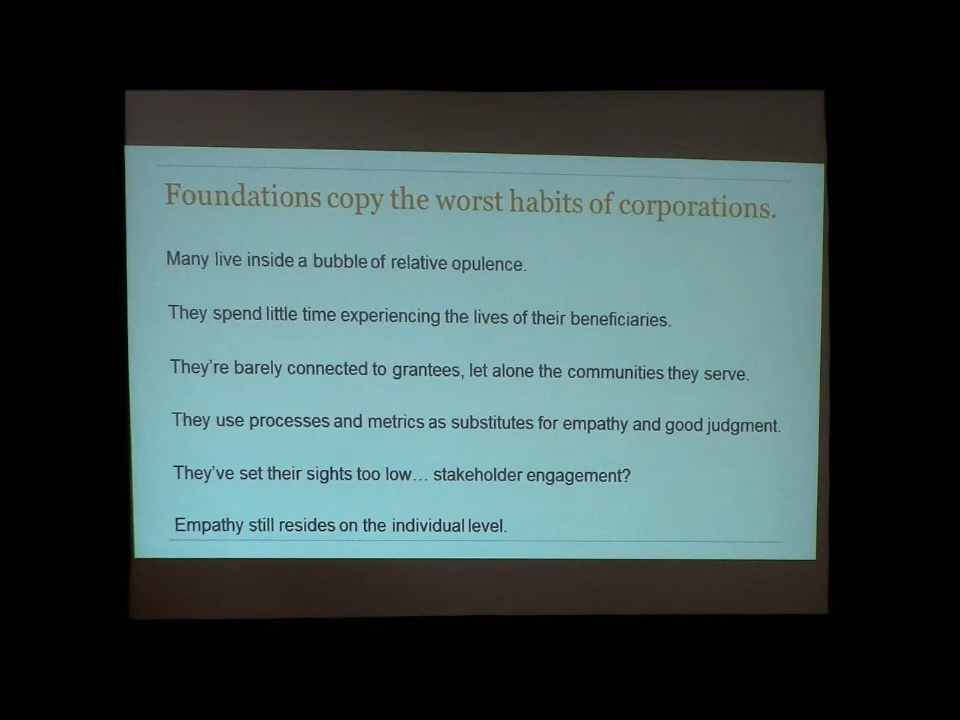 Foundations copy the worst habits of corporations.
Many live inside a bubble of relative opulence.
They spend little time experiencing the lives of their beneficiaries.
They're barely connected to grantees, let alone the communities they serve.
They use processes and metrics as substitutes for empathy and good judgment.
They've set their sights too low… stakeholder engagement?
Empathy still resides on the individual level.